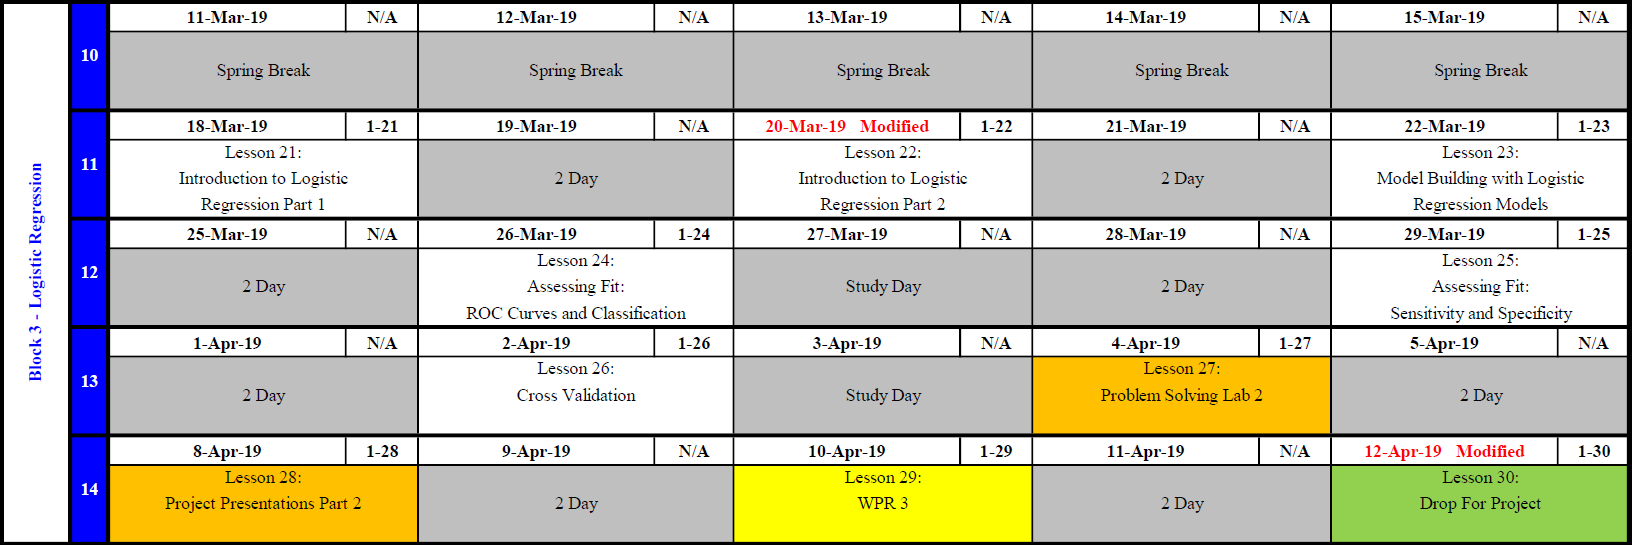 Block 3 - Logistic Regression
10
11-Mar-19 N/A 12-Mar-19 N/A 13-Mar-19 N/A 14-Mar-19 N/A 15-Mar-19 N/A
Spring Break Spring Break Spring Break Spring Break Spring Break
11
18-Mar-19 1-21 19-Mar-19 N/A 20-Mar-19 Modified 1-22 21-Mar-19 N/A 22-Mar-19 1-23
Lesson 21:
Introduction to Logistic
Regression Part 1
2 Day
Lesson 22:
Introduction to Logistic
Regression Part 2
2 Day
Lesson 23:
Model Building with Logistic
Regression Models
12
25-Mar-19 N/A 26-Mar-19 1-24 27-Mar-19 N/A 28-Mar-19 N/A 29-Mar-19 1-25
2 Day
Lesson 24:
Assessing Fit:
ROC Curves and Classification
Study Day
2 Day
Lesson 25:
Assessing Fit:
Sensitivity and Specificity
13
1-Apr-19 N/A 2-Apr-19 1-26 3-Apr-19 N/A 4-Apr-19 1-27 5-Apr-19 N/A
2 Day
Lesson 26:
Cross Validation
Study Day
Lesson 27:
Problem Solving Lab 2
2 Day
14
8-Apr-19 1-28 9-Apr-19 N/A 10-Apr-19 1-29 11-Apr-19 N/A 12-Apr-19 Modified 1-30
Lesson 28:
Project Presentations Part 2
2 Day
Lesson 29:
WPR 3
2 Day
Lesson 30:
Drop For Project